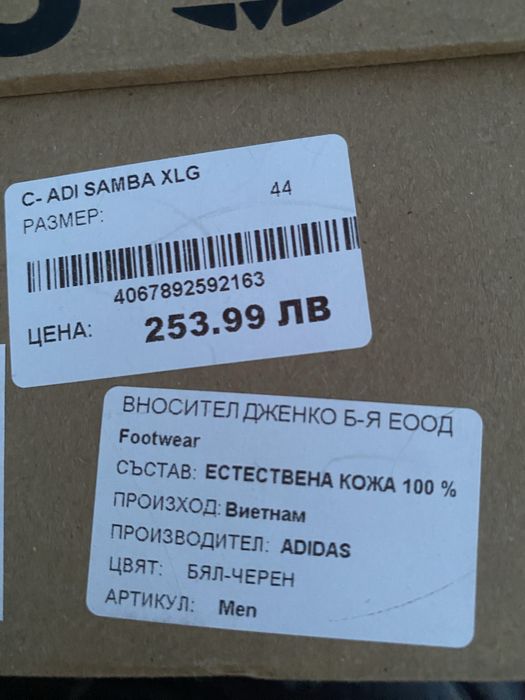 C- ADI SAMBA XLG
РАЗМЕР: 44
4067892592163
ЦЕНА: 253.99 ЛВ
ВНОСИТЕЛ ДЖЕНКО Б-Я ЕООД
Footwear
СЪСТАВ: ЕСТЕСТВЕНА КОЖА 100 %
ПРОИЗХОД: Виетнам
ПРОИЗВОДИТЕЛ: ADIDAS
ЦВЯТ: БЯЛ-ЧЕРЕН
АРТИКУЛ: Men